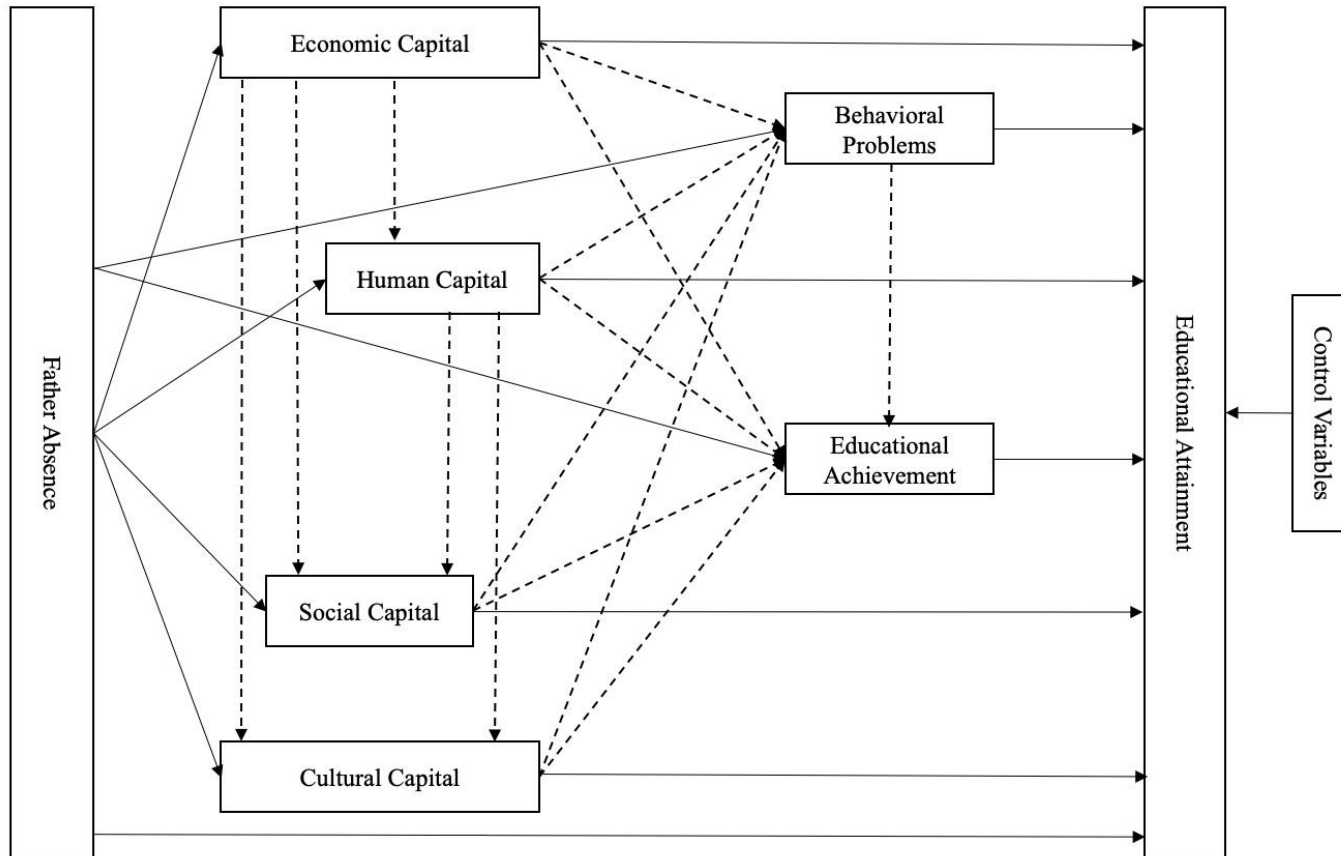 Father Absence
Economic Capital
Human Capital
Social Capital
Cultural Capital
Behavioral
Problems
Educational
Achievement
Educational Attainment
Control Variables